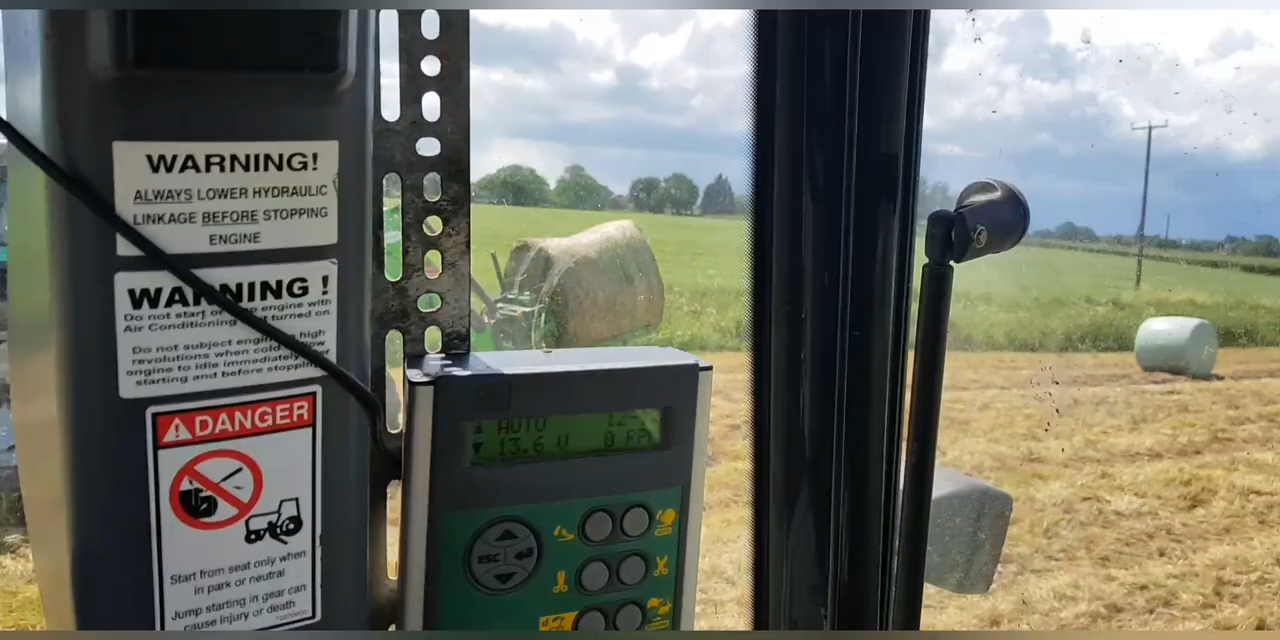 WARNING!
ALWAYS LOWER HYDRAULIC
LINKAGE BEFORE STOPPING
ENGINE
WARNING !
Do not start or engine with
Air Conditioning turned on.
Do not subject engine high
revolutions when cold
engine to idle immediately
starting and before stopping
DANGER
Start from seat only when
in park or neutral
Jump starting in gear can
cause injury or death
AUTO
13.6 V 0 RPM
ESC